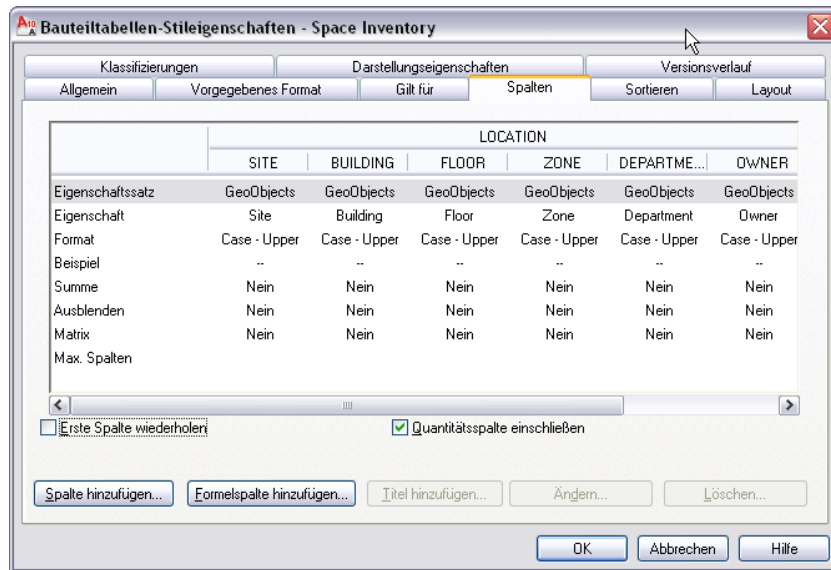 Bauteiltabellen-Stileigenschaften - Space Inventory
Klassifizierungen Darstellungseigenschaften Versionsverlauf
Allgemein Vorgegebenes Format Gilt für Spalten Sortieren Layout
LOCATION
SITE BUILDING FLOOR ZONE DEPARTME... OWNER
Eigenschaftssatz GeoObjects GeoObjects GeoObjects GeoObjects GeoObjects GeoObjects
Eigenschaft Site Building Floor Zone Department Owner
Format Case - Upper Case - Upper Case - Upper Case - Upper Case - Upper Case - Upper
Beispiel -- -- -- -- -- --
Summe Nein Nein Nein Nein Nein Nein
Ausblenden Nein Nein Nein Nein Nein Nein
Matrix Nein Nein Nein Nein Nein Nein
Max. Spalten
Erste Spalte wiederholen Quantitätsspalte einschließen
Spalte hinzufügen... Formelspalte hinzufügen... Titel hinzufügen... Ändern... Löschen...
OK Abbrechen Hilfe